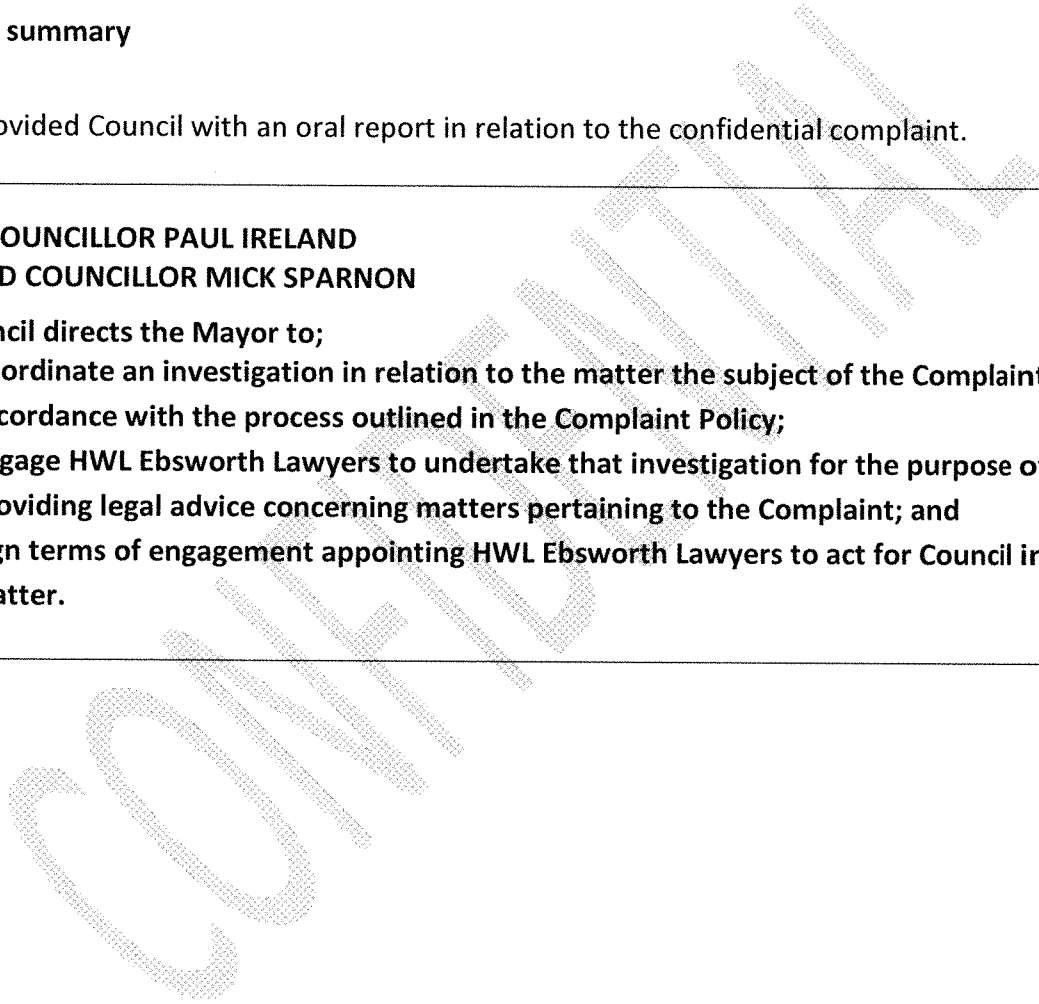 summary
ovided Council with an oral report in relation to the confidential complaint.
OUNCILLOR PAUL IRELAND
D COUNCILLOR MICK SPARNON
ncil directs the Mayor to;
ordinate an investigation in relation to the matter the subject of the Complaint
cordance with the process outlined in the Complaint Policy;
gage HWL Ebsworth Lawyers to undertake that investigation for the purpose of
oviding legal advice concerning matters pertaining to the Complaint; and
gn terms of engagement appointing HWL Ebsworth Lawyers to act for Council in
atter.
CONFIDENTIAL